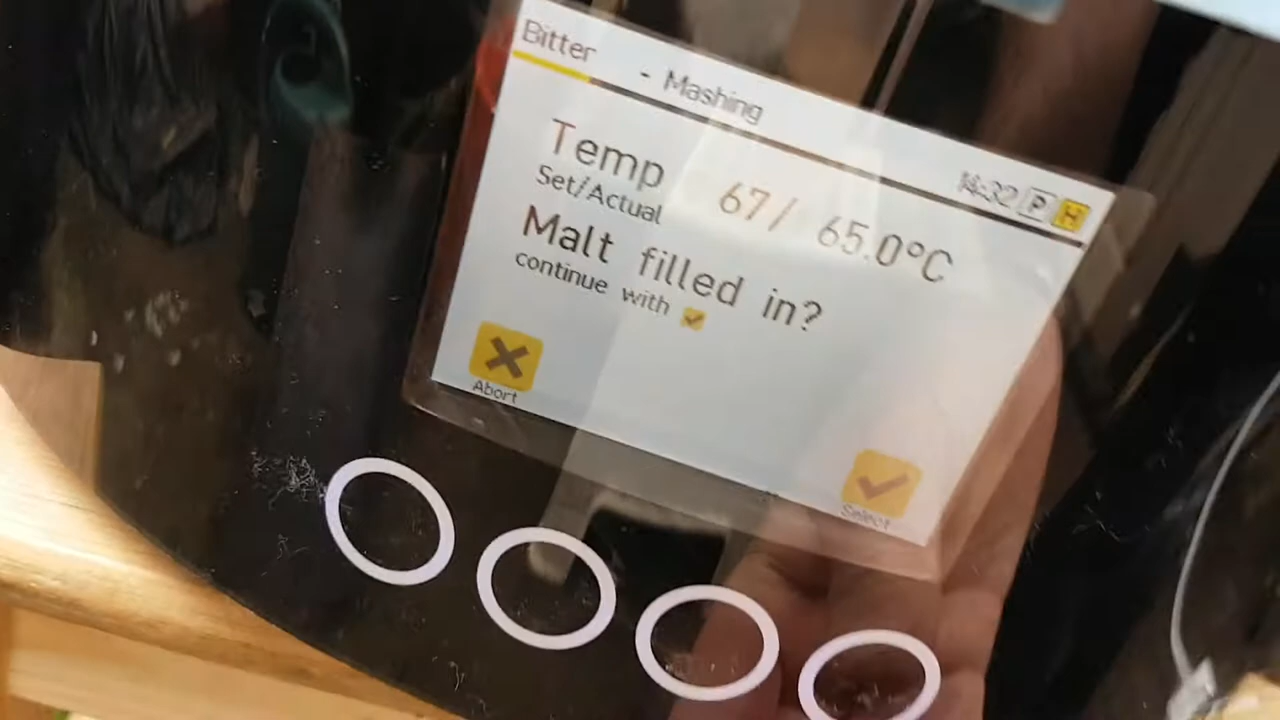 Bitter - Mashing
14:32 P H
Temp 67/ 65.0°C
Set/Actual
Malt filled in?
continue with
Abort
Select